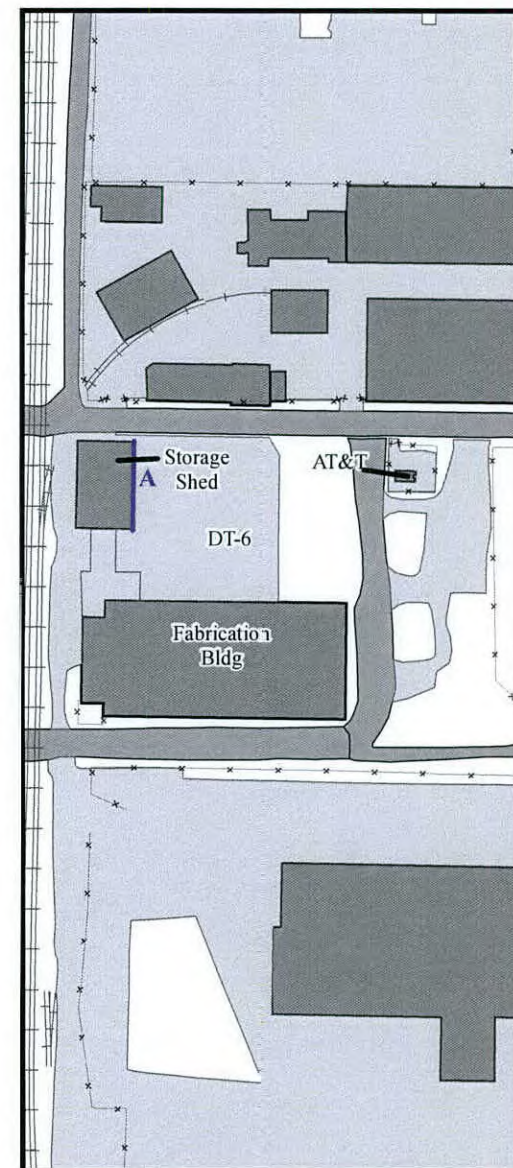 Storage
Shed
A
AT&T
DT-6
Fabrication
Bldg